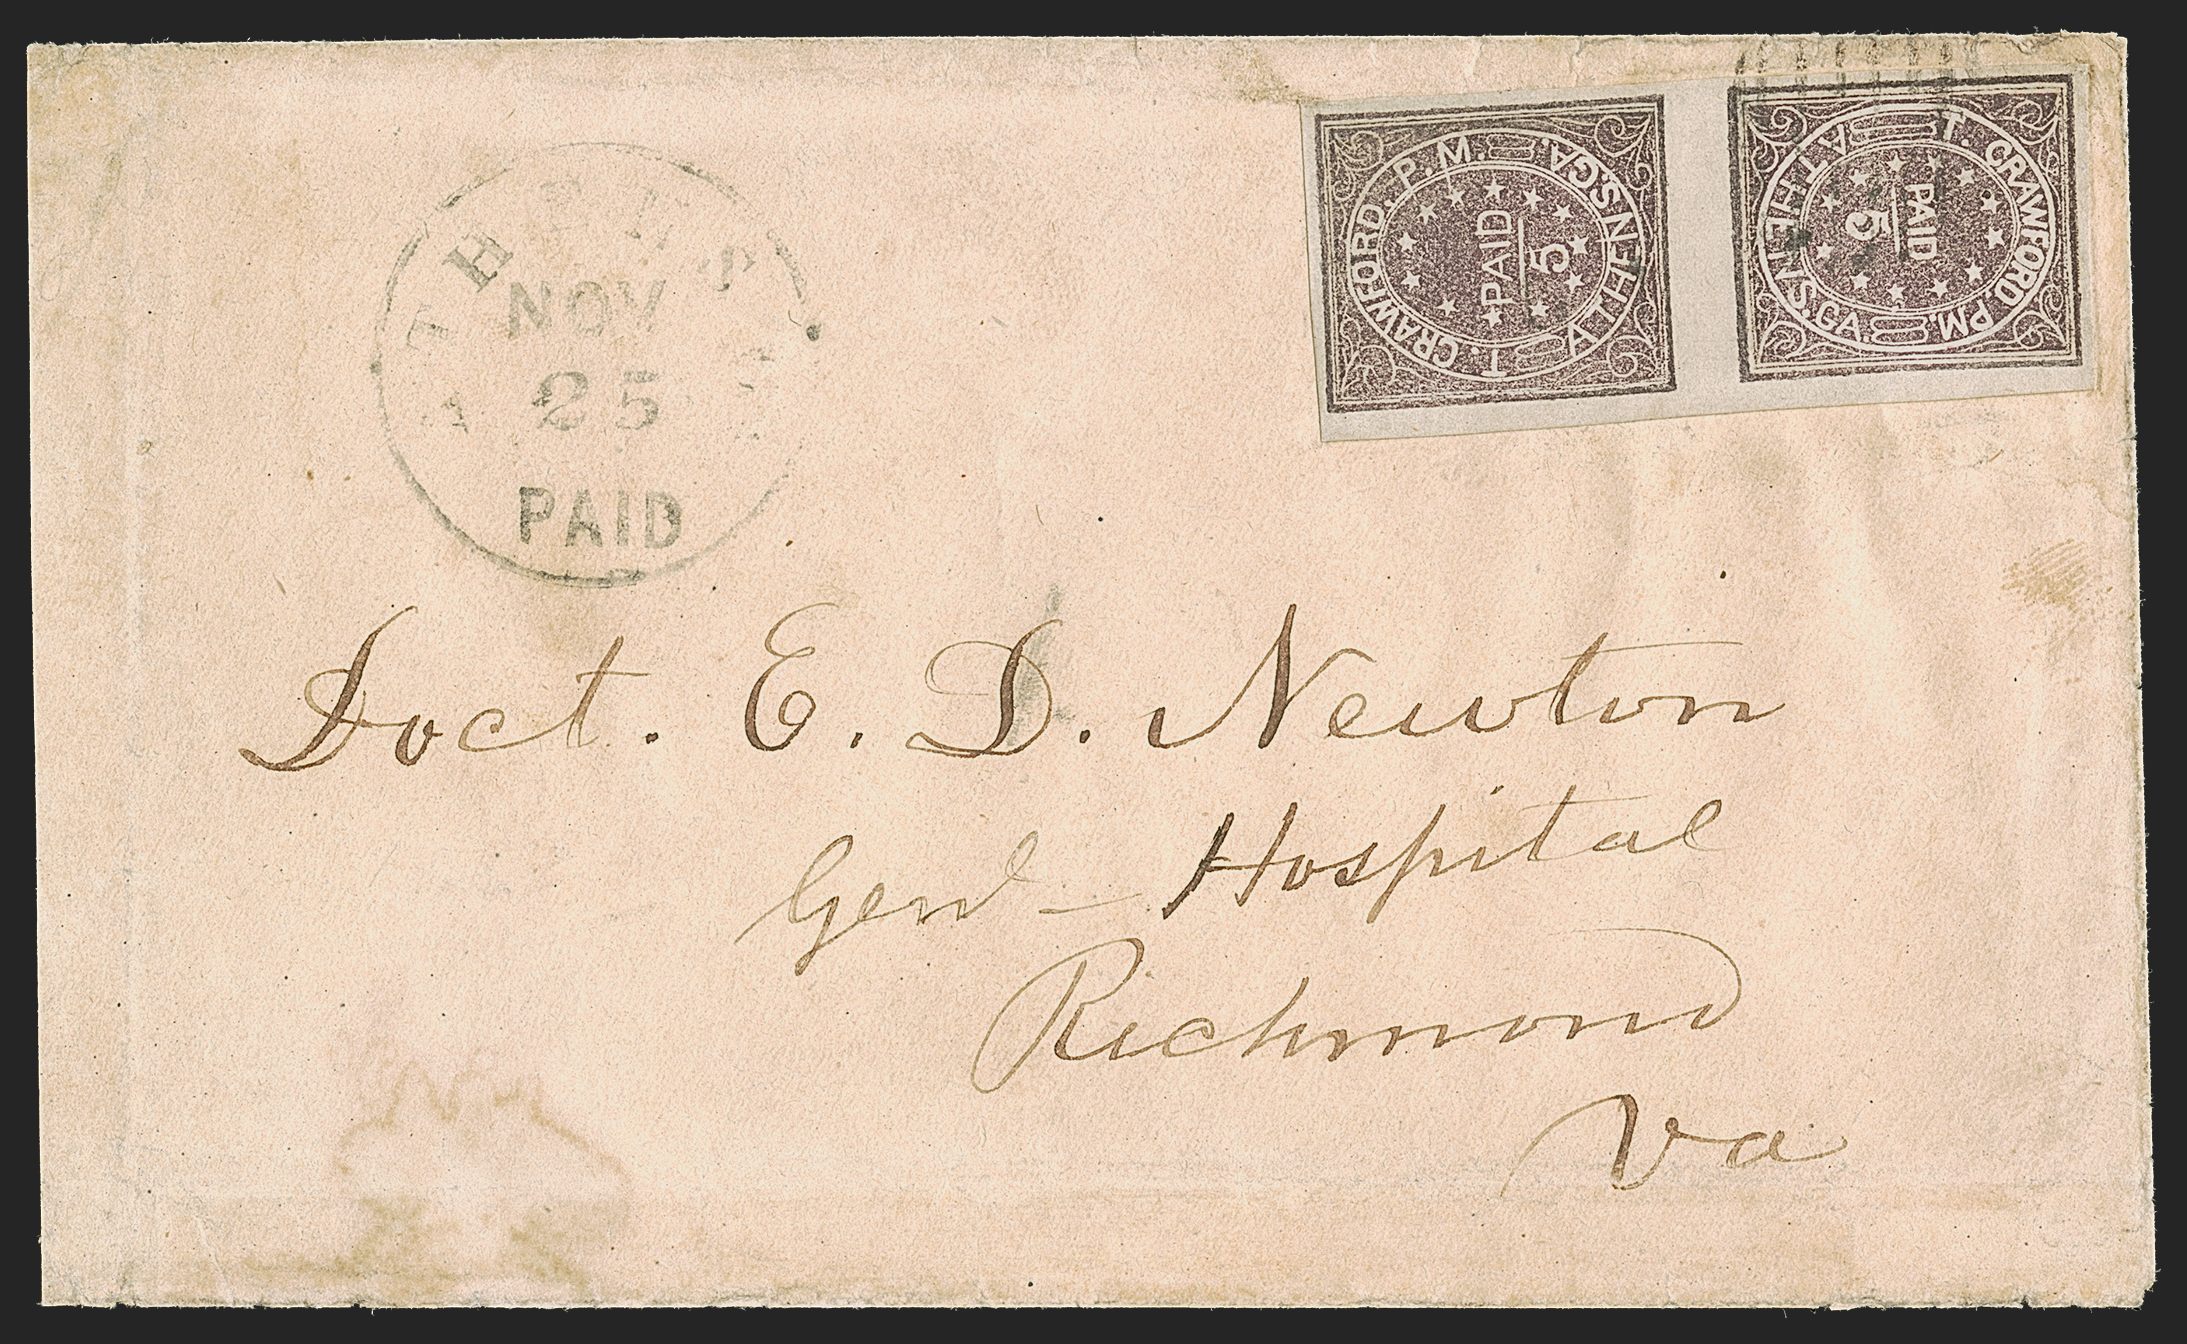 ATHENS
NOV
25
PAID
T. CRAWFORD. P. M.
ATHENS. GA.
PAID
5
T. CRAWFORD, P.M.
ATHENS. GA.
PAID
5
Doct. E. D. Newton
Genl - Hospital
Richmond
Va